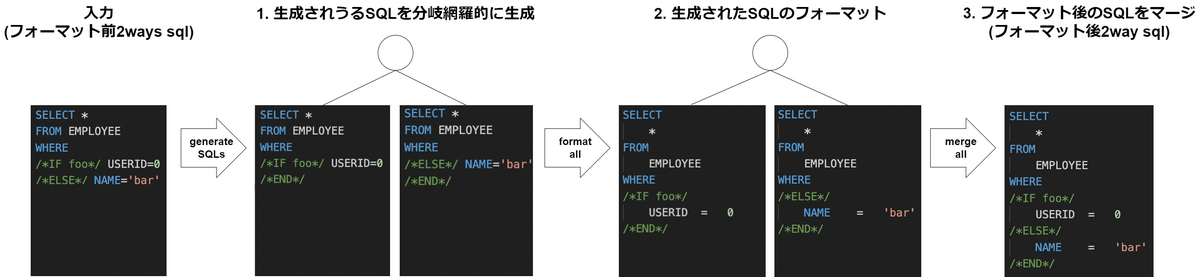 入力
(フォーマット前2ways sql)
SELECT *
FROM EMPLOYEE
WHERE
/*IF foo*/ USERID=0
/*ELSE*/ NAME='bar'
generate
SQLs
1. 生成されうるSQLを分岐網羅的に生成
SELECT *
FROM EMPLOYEE
WHERE
/*IF foo*/ USERID=0
/*END*/
SELECT *
FROM EMPLOYEE
WHERE
/*ELSE*/ NAME='bar'
/*END*/
format
all
2. 生成されたSQLのフォーマット
SELECT
*
FROM
EMPLOYEE
WHERE
/*IF foo*/
USERID = 0
/*END*/
SELECT
*
FROM
EMPLOYEE
WHERE
/*ELSE*/
NAME = 'bar'
/*END*/
merge
all
3. フォーマット後のSQLをマージ
(フォーマット後2way sql)
SELECT
*
FROM
EMPLOYEE
WHERE
/*IF foo*/
USERID = 0
/*ELSE*/
NAME = 'bar'
/*END*/